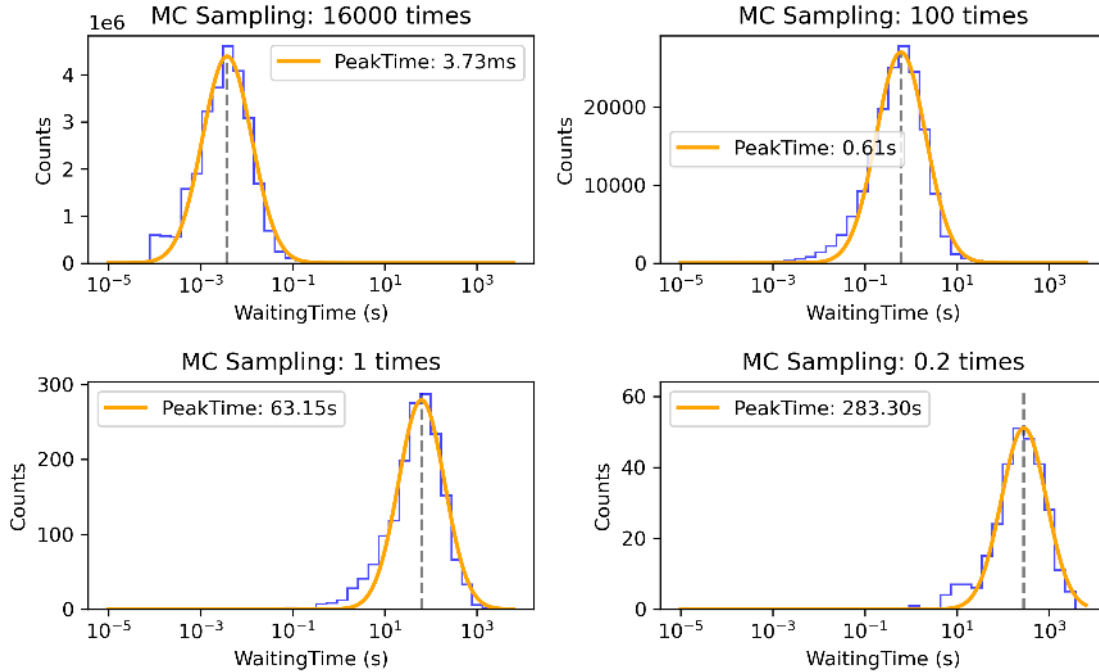 MC Sampling: 16000 times
1e6
PeakTime: 3.73ms
Counts
4
3
2
1
0
10⁻⁵ 10⁻³ 10⁻¹ 10¹ 10³
WaitingTime (s)
MC Sampling: 100 times
PeakTime: 0.61s
Counts
20000
10000
0
10⁻⁵ 10⁻³ 10⁻¹ 10¹ 10³
WaitingTime (s)
MC Sampling: 1 times
PeakTime: 63.15s
Counts
300
200
100
0
10⁻⁵ 10⁻³ 10⁻¹ 10¹ 10³
WaitingTime (s)
MC Sampling: 0.2 times
PeakTime: 283.30s
Counts
60
40
20
0
10⁻⁵ 10⁻³ 10⁻¹ 10¹ 10³
WaitingTime (s)